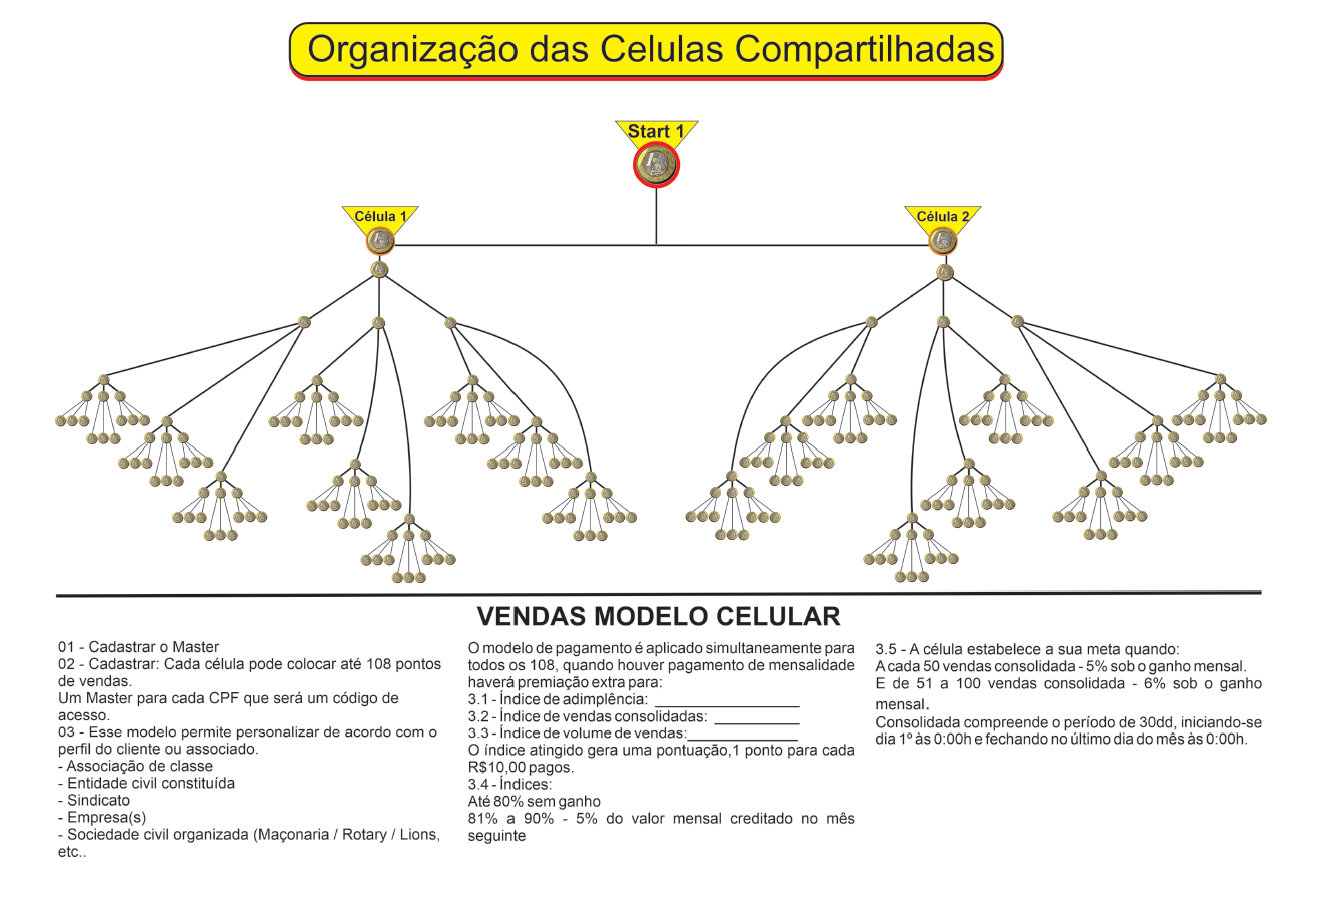 Organização das Celulas Compartilhadas
Start 1
Célula 1
Célula 2
VENDAS MODELO CELULAR
01 - Cadastrar o Master
02 - Cadastrar: Cada célula pode colocar até 108 pontos
de vendas.
Um Master para cada CPF que será um código de
acesso.
03 - Esse modelo permite personalizar de acordo com o
perfil do cliente ou associado.
- Associação de classe
- Entidade civil constituída
- Sindicato
- Empresa(s)
- Sociedade civil organizada (Maçonaria / Rotary / Lions,
etc..
O modelo de pagamento é aplicado simultaneamente para
todos os 108, quando houver pagamento de mensalidade
haverá premiação extra para:
3.1 - Índice de adimplência: __________________
3.2 - Índice de vendas consolidadas: ___________
3.3 - Índice de volume de vendas:______________
O índice atingido gera uma pontuação,1 ponto para cada
R$10,00 pagos.
3.4 - Índices:
Até 80% sem ganho
81% a 90% - 5% do valor mensal creditado no mês
seguinte
3.5 - A célula estabelece a sua meta quando:
A cada 50 vendas consolidada - 5% sob o ganho mensal.
E de 51 a 100 vendas consolidada - 6% sob o ganho
mensal.
Consolidada compreende o período de 30dd, iniciando-se
dia 1º às 0:00h e fechando no último dia do mês às 0:00h.